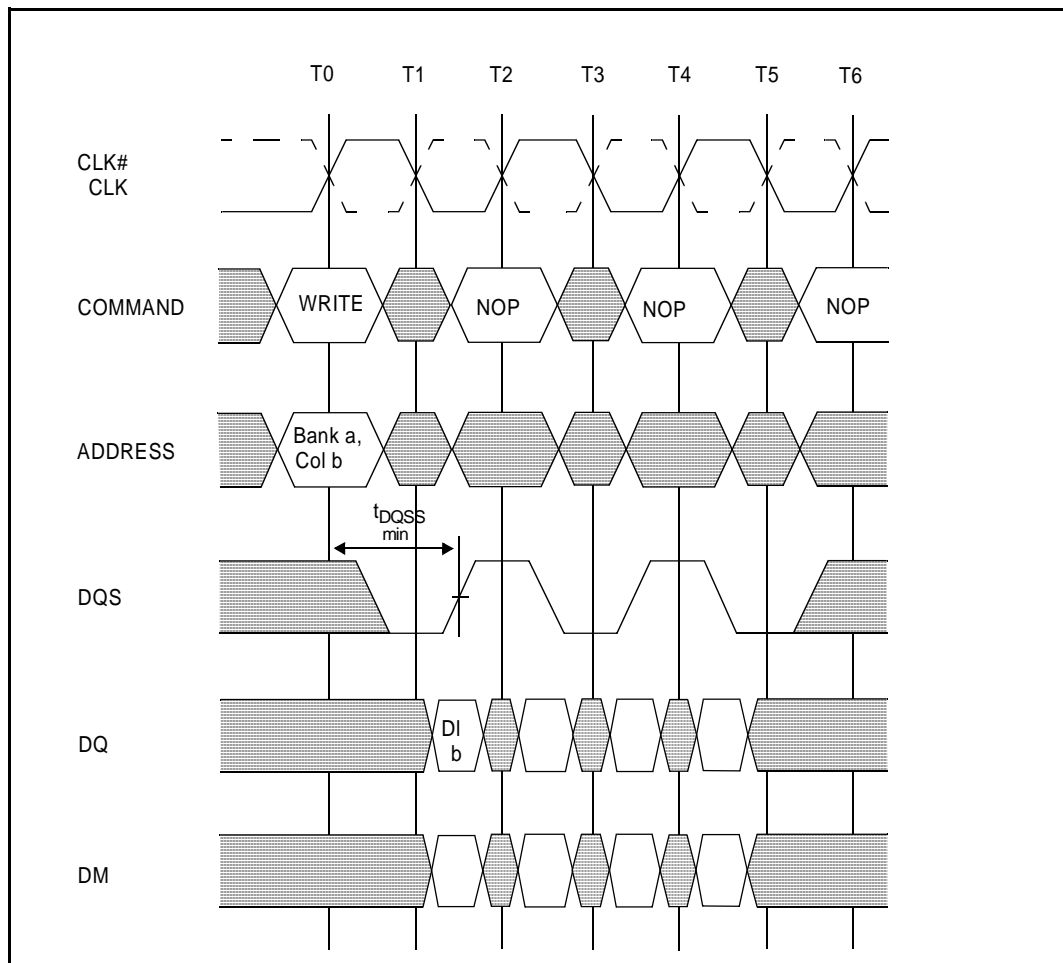 T0 T1 T2 T3 T4 T5 T6
CLK#
CLK
COMMAND WRITE NOP NOP NOP
ADDRESS
Bank a,
Col b
tDQSS
min
DQS
DQ
DI
b
DM